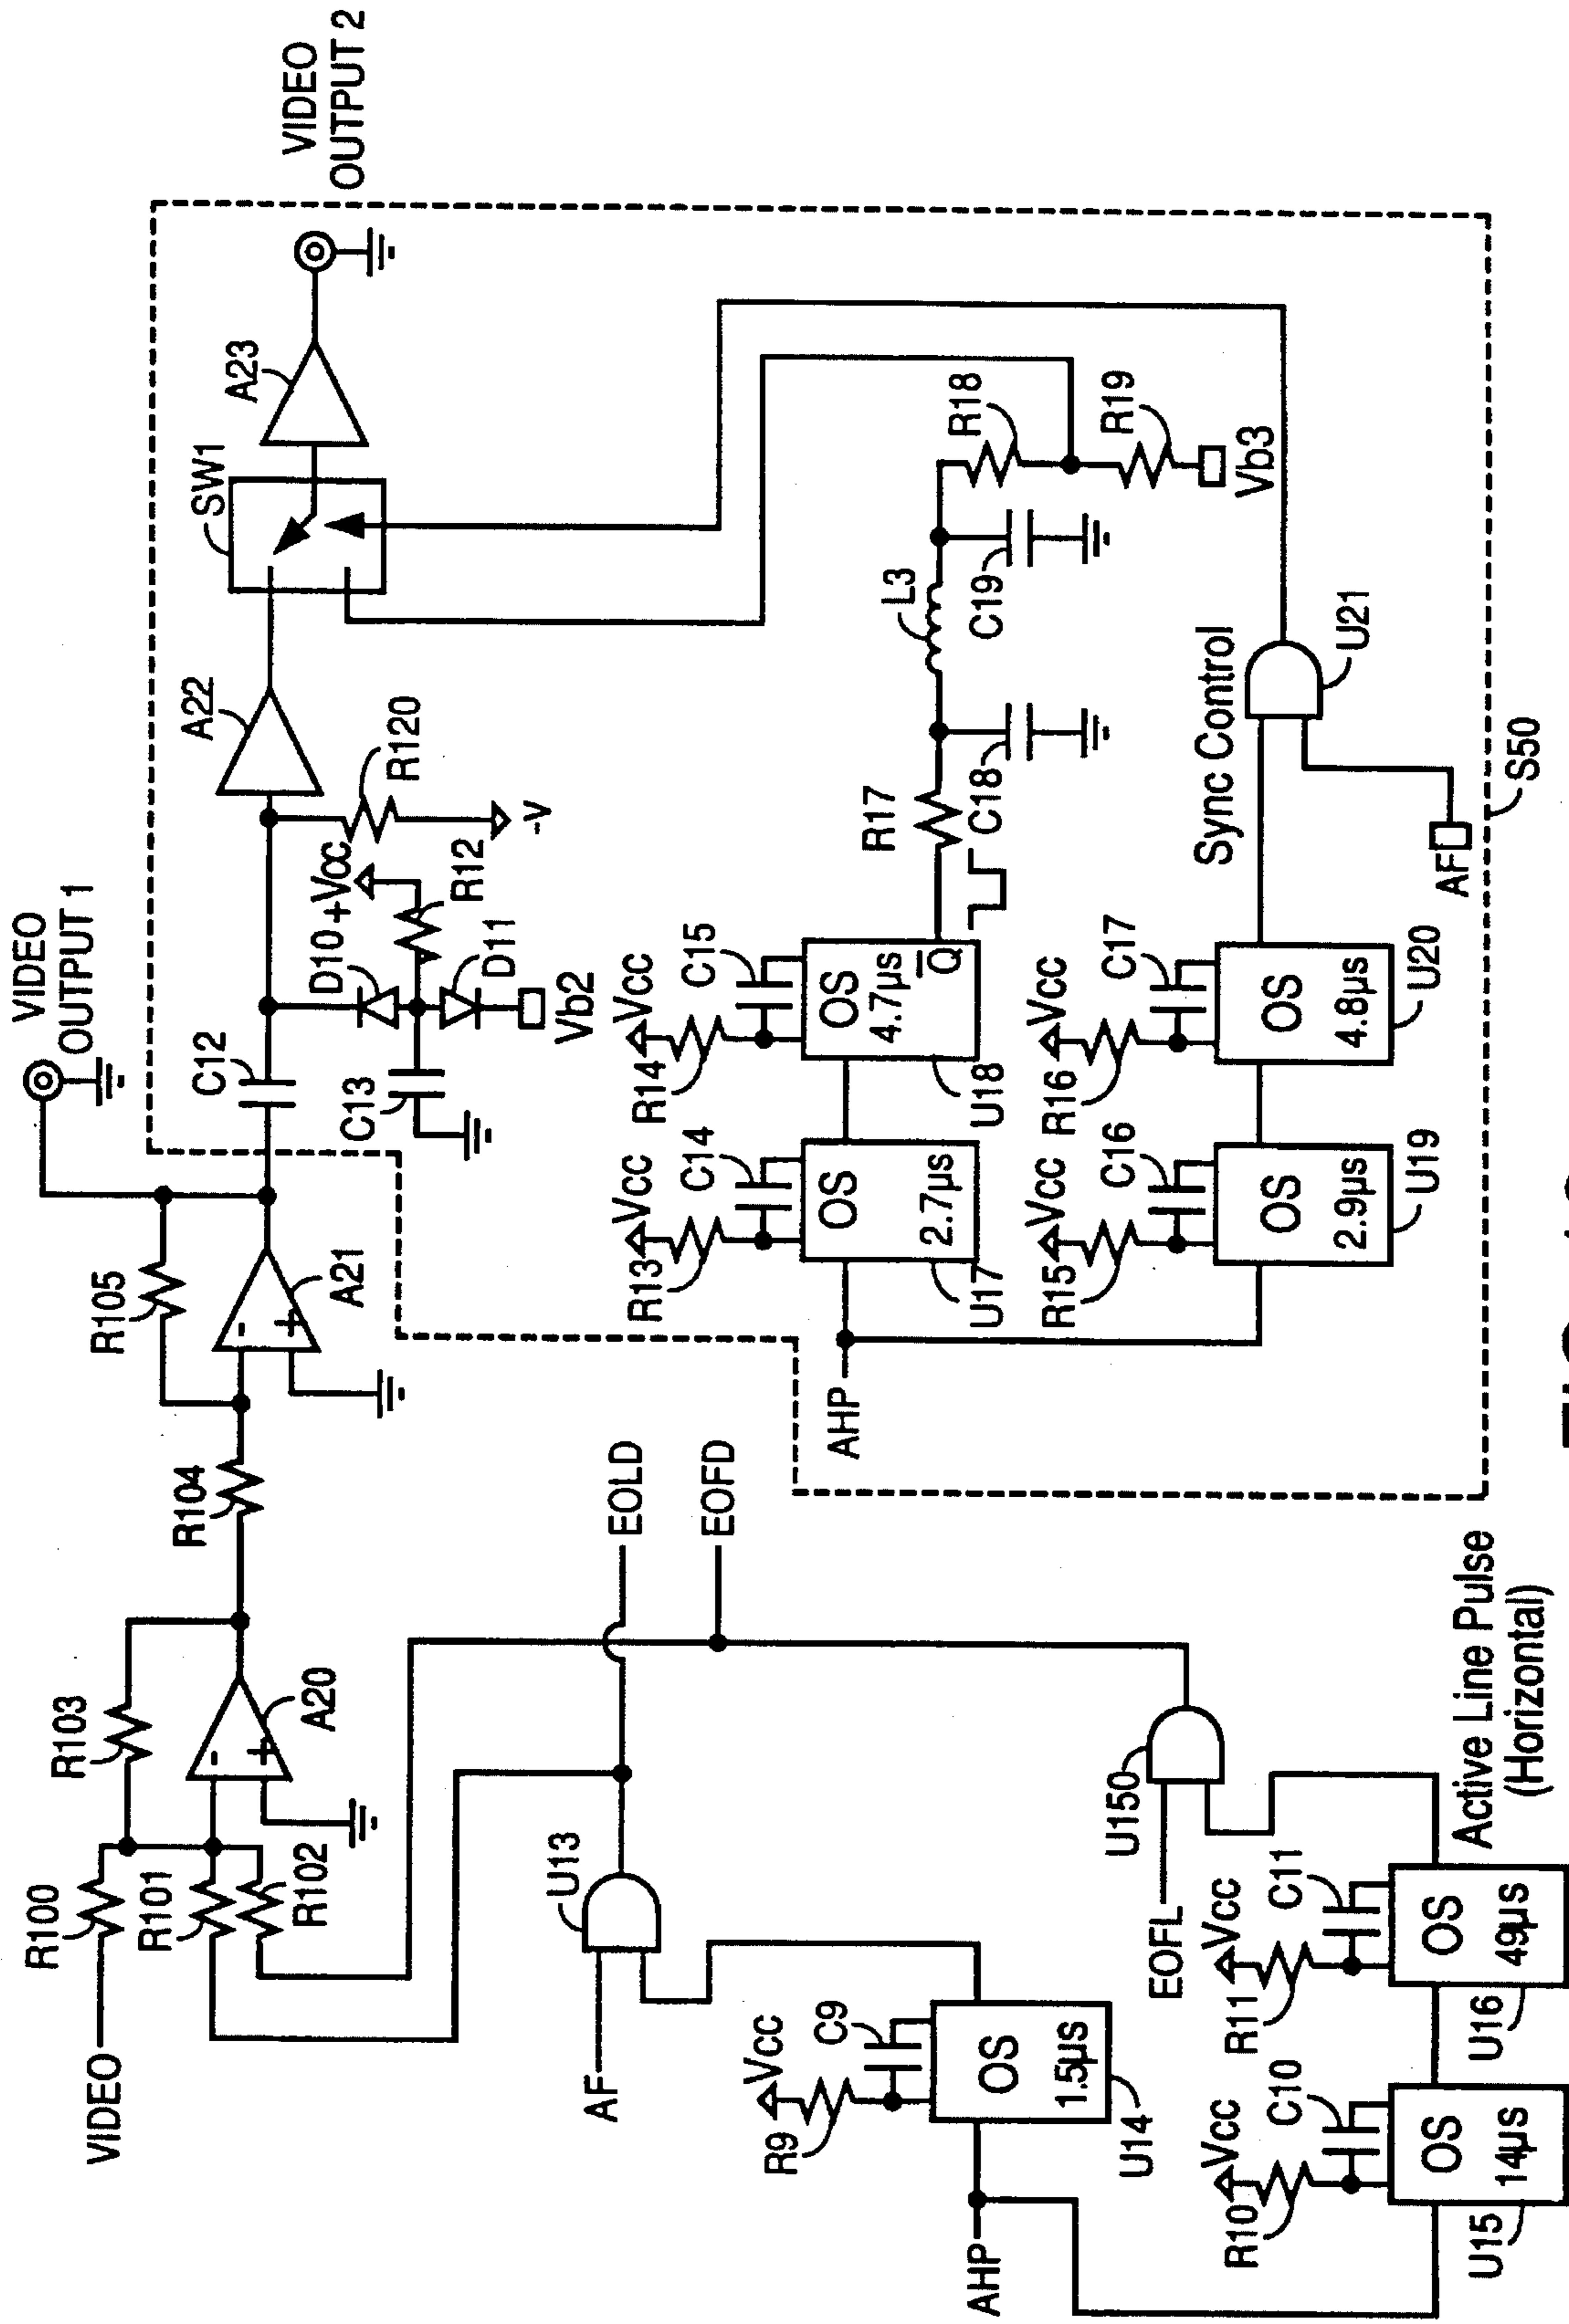 VIDEO
OUTPUT 1
VIDEO
OUTPUT 2
VIDEO
R100
R101
R102
R103
A20
R104
R105
A21
C12
C13
D10
+Vcc
R12
D11
Vb2
R120
-V
A22
SW1
A23
AF
U13
EOLD
EOFD
AHP
R9
Vcc
C9
OS
1.5µs
U14
EOFL
U150
R10
Vcc
C10
OS
14µs
U15
R11
Vcc
C11
OS
49µs
U16
Active Line Pulse
(Horizontal)
AHP
R13
Vcc
C14
OS
2.7µs
U17
R14
Vcc
C15
OS
4.7µs
Q
U18
R17
C18
L3
C19
R18
R19
Vb3
R15
Vcc
C16
OS
2.9µs
U19
R16
Vcc
C17
OS
4.8µs
U20
Sync Control
U21
AF
S50